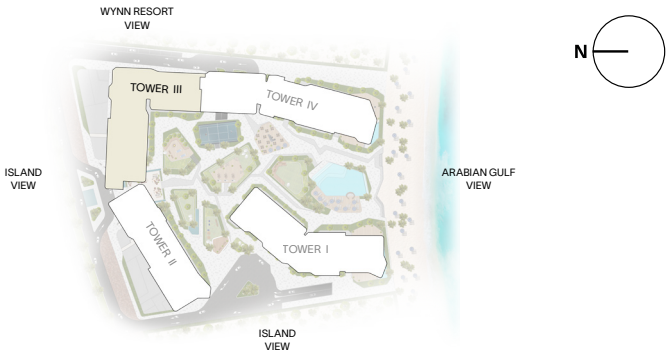 WYNN RESORT
VIEW
N
TOWER III
TOWER IV
ISLAND
VIEW
ARABIAN GULF
VIEW
TOWER II
TOWER I
ISLAND
VIEW